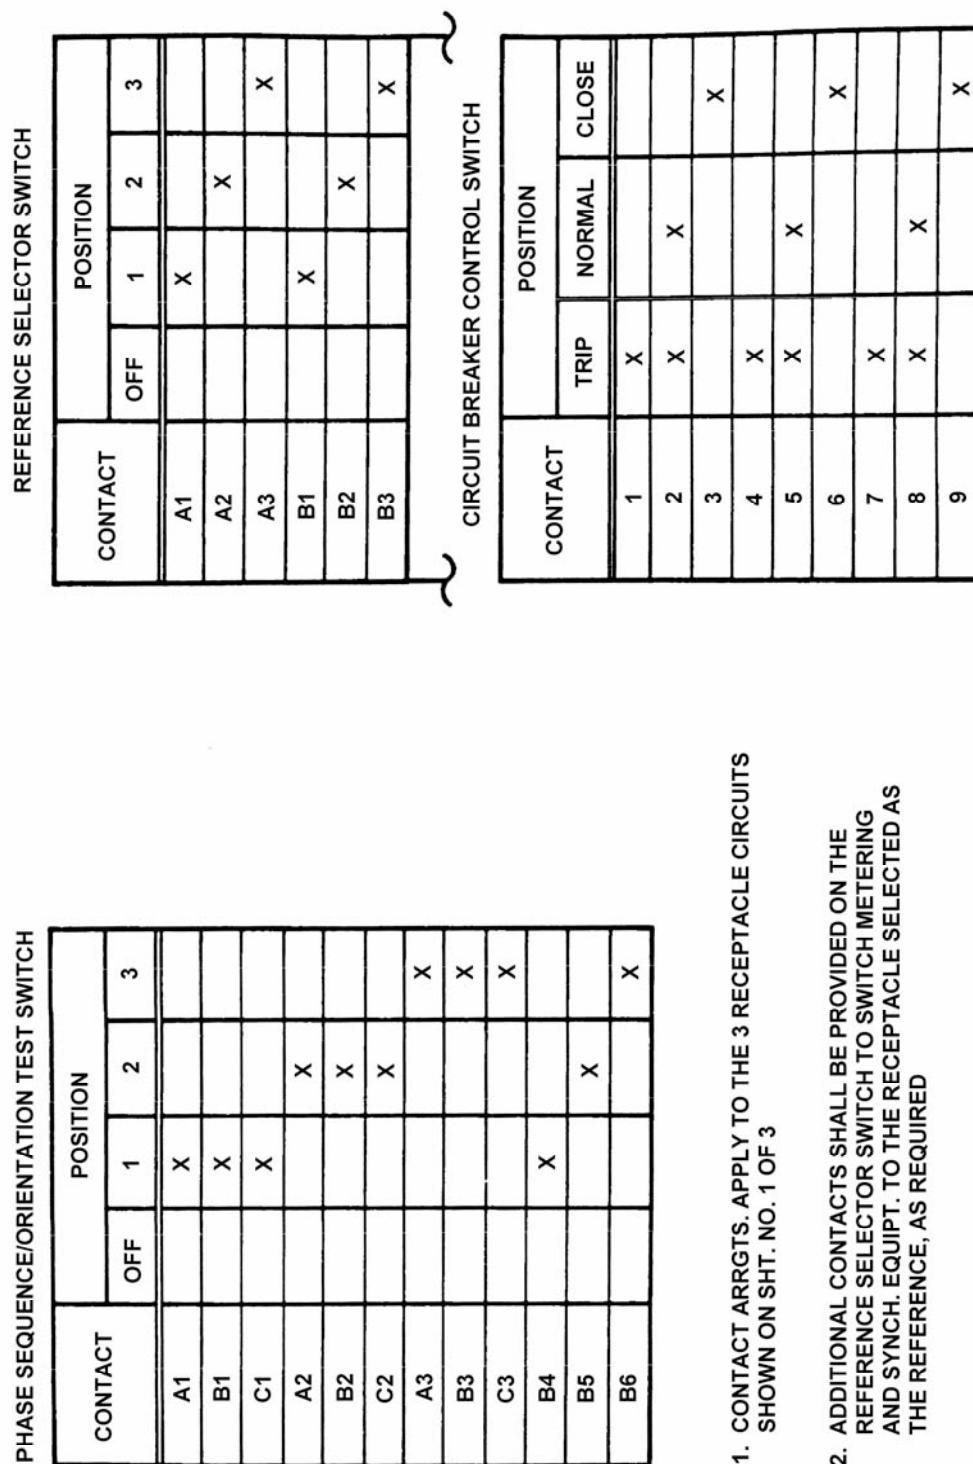 PHASE SEQUENCE/ORIENTATION TEST SWITCH
CONTACT POSITION
OFF 1 2 3
A1 X
B1 X
C1 X
A2 X
B2 X
C2 X
A3 X
B3 X
C3 X
B4 X
B5 X
B6 X
1. CONTACT ARRGTS. APPLY TO THE 3 RECEPTACLE CIRCUITS
SHOWN ON SHT. NO. 1 OF 3
2. ADDITIONAL CONTACTS SHALL BE PROVIDED ON THE
REFERENCE SELECTOR SWITCH TO SWITCH METERING
AND SYNCH. EQUIPT. TO THE RECEPTACLE SELECTED AS
THE REFERENCE, AS REQUIRED
REFERENCE SELECTOR SWITCH
CONTACT POSITION
OFF 1 2 3
A1 X
A2 X
A3 X
B1 X
B2 X
B3 X
CIRCUIT BREAKER CONTROL SWITCH
CONTACT POSITION
TRIP NORMAL CLOSE
1 X
2 X X
3 X
4 X
5 X X
6 X
7 X
8 X X
9 X